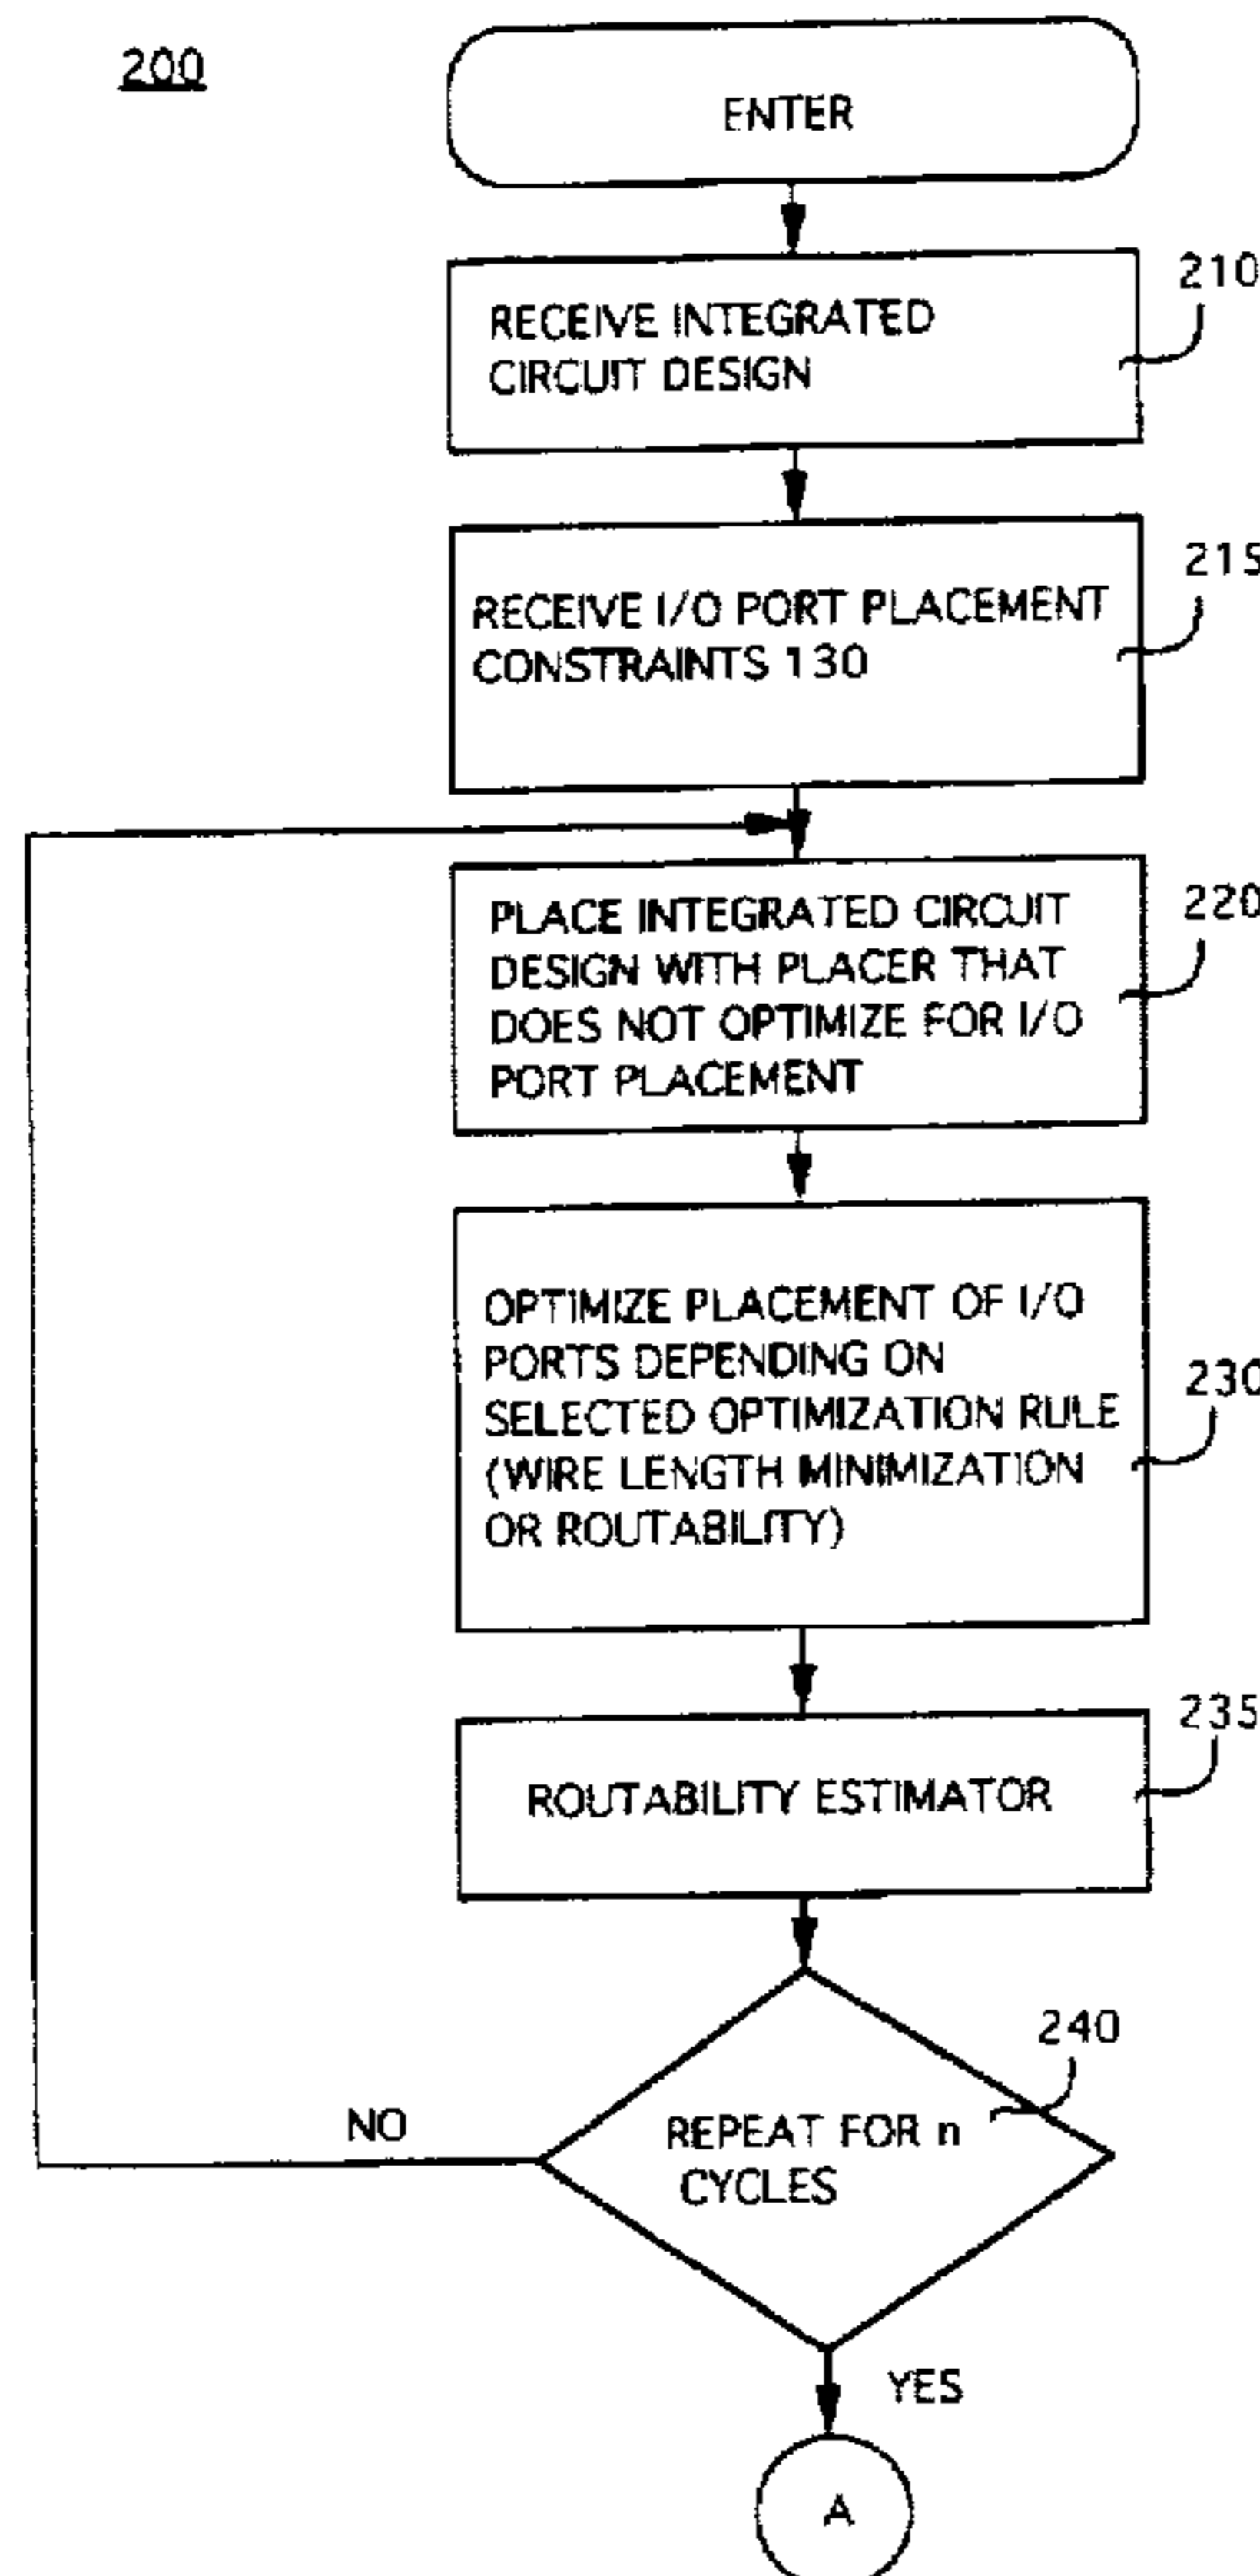 200
ENTER
210
RECEIVE INTEGRATED
CIRCUIT DESIGN
215
RECEIVE I/O PORT PLACEMENT
CONSTRAINTS 130
220
PLACE INTEGRATED CIRCUIT
DESIGN WITH PLACER THAT
DOES NOT OPTIMIZE FOR I/O
PORT PLACEMENT
230
OPTIMIZE PLACEMENT OF I/O
PORTS DEPENDING ON
SELECTED OPTIMIZATION RULE
(WIRE LENGTH MINIMIZATION
OR ROUTABILITY)
235
ROUTABILITY ESTIMATOR
240
REPEAT FOR n
CYCLES
NO
YES
A